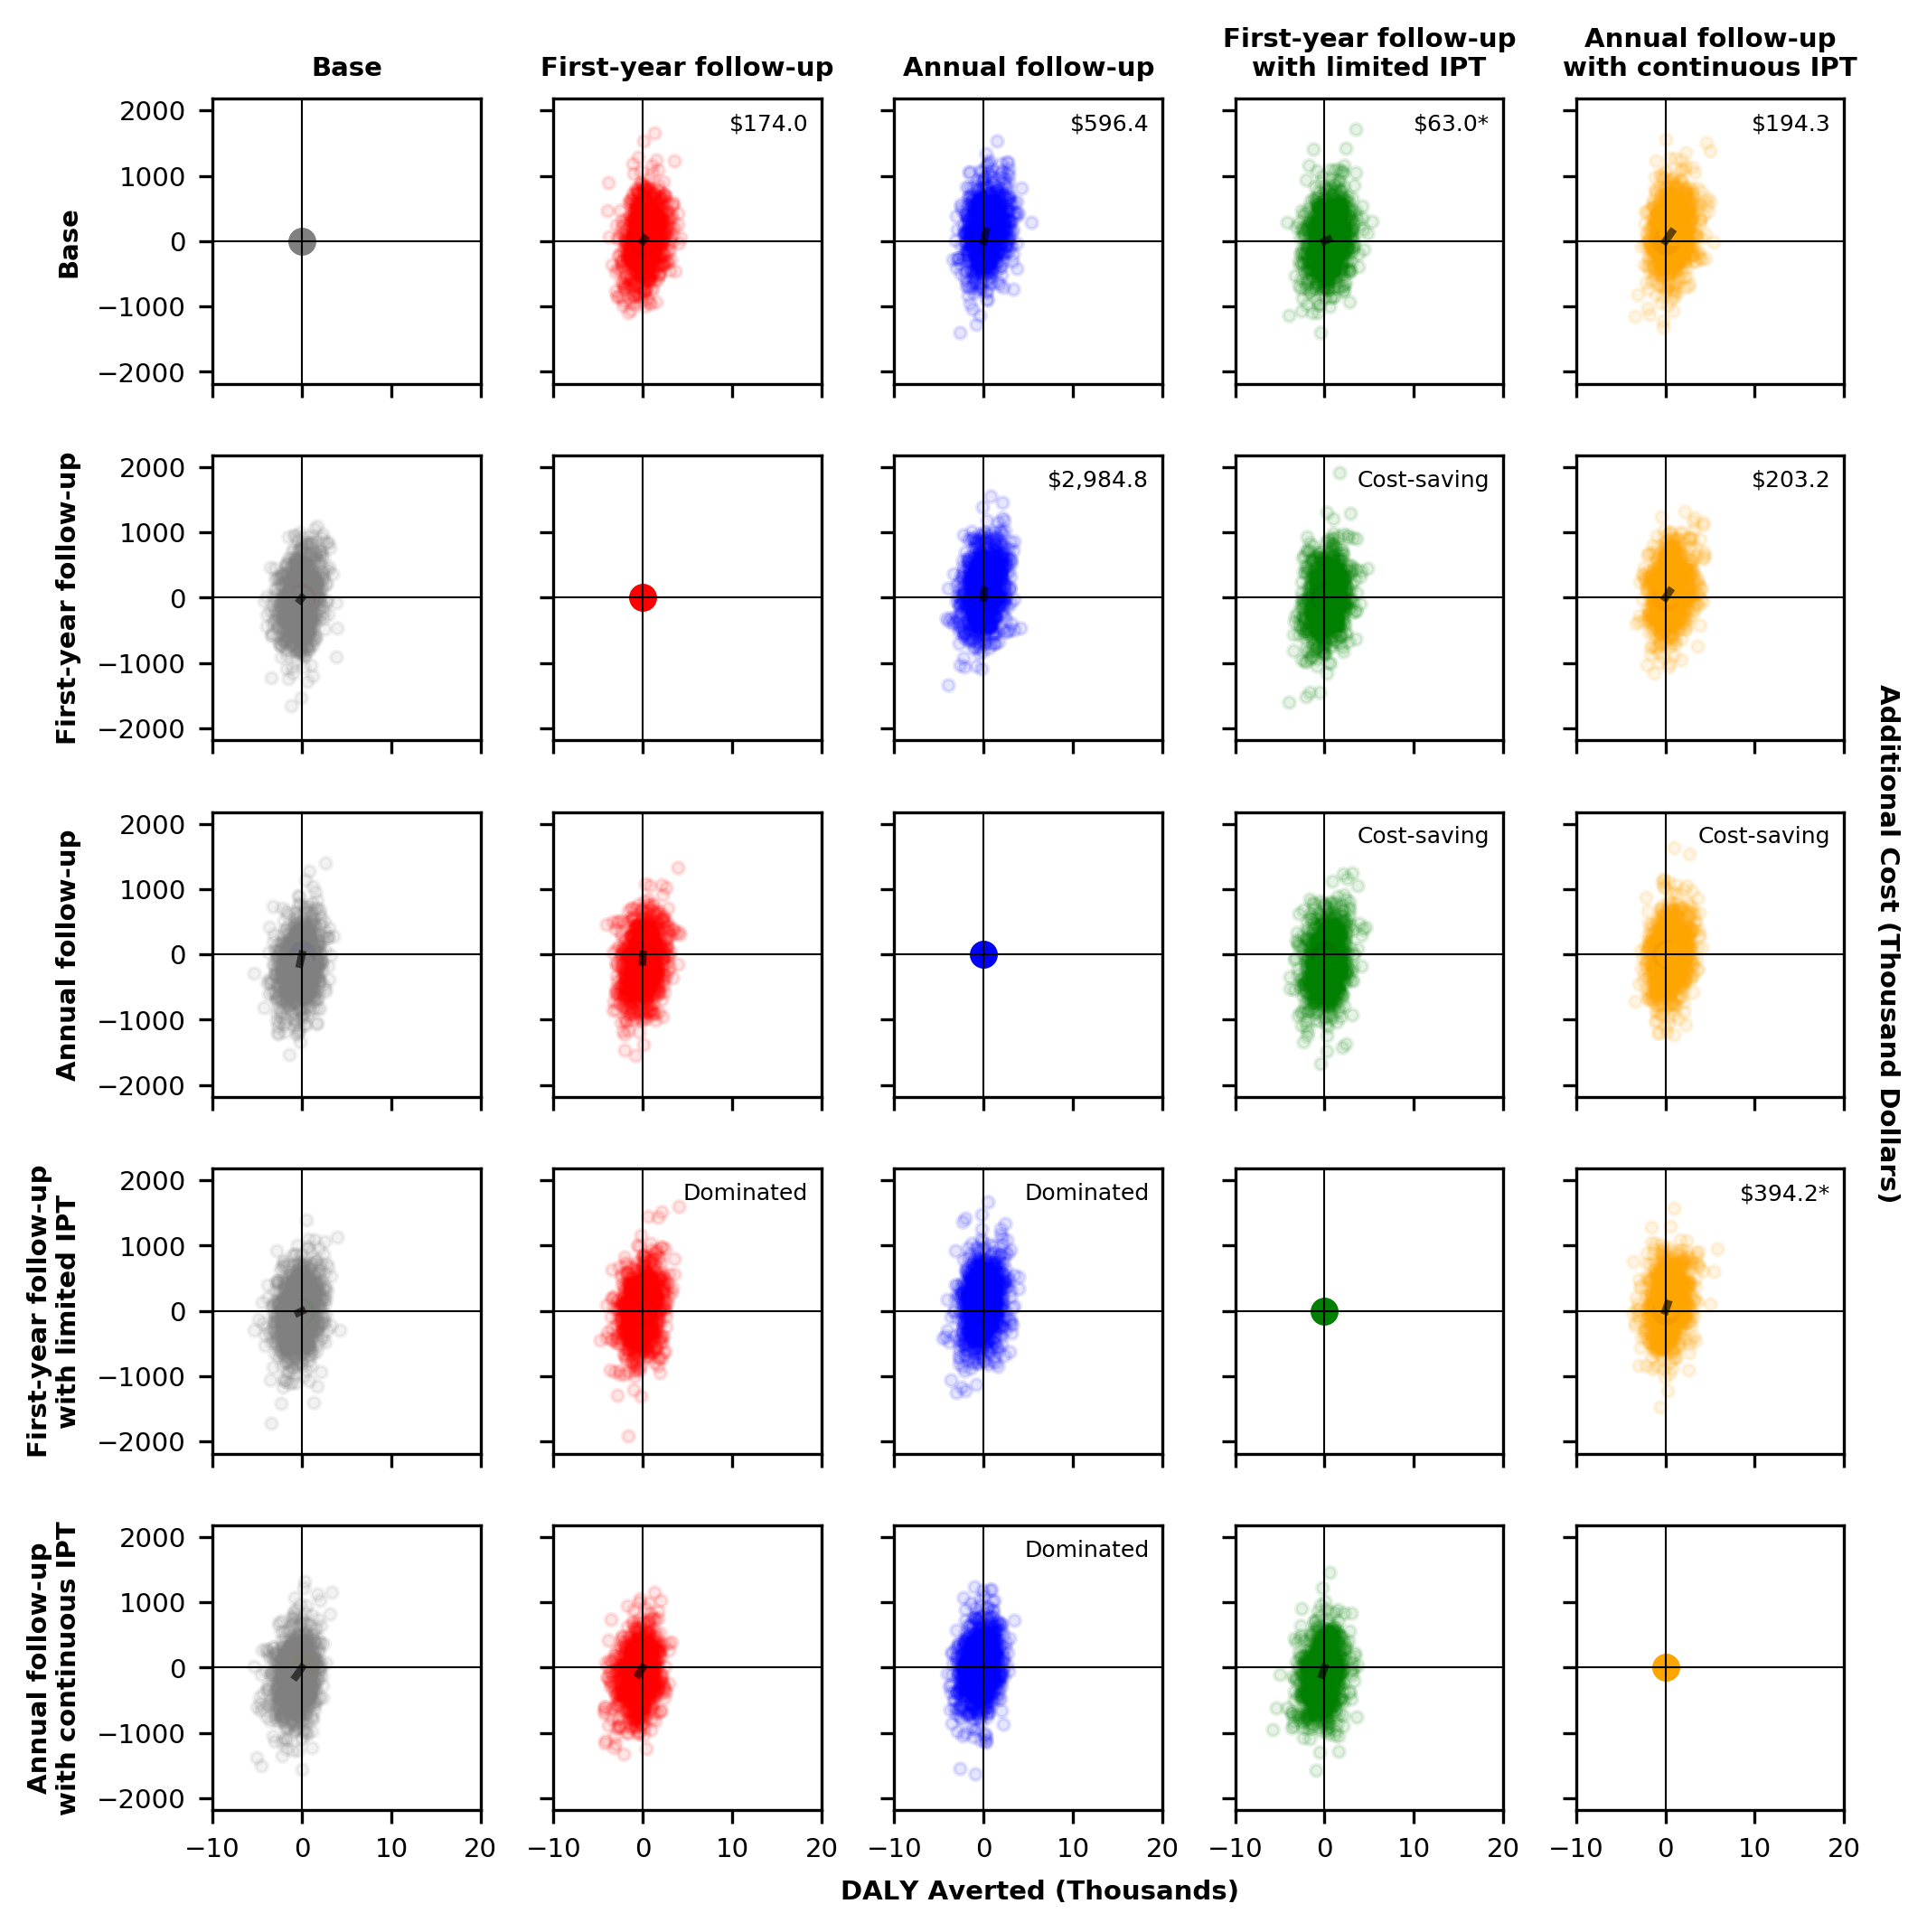 Base
First-year follow-up
Annual follow-up
First-year follow-up
with limited IPT
Annual follow-up
with continuous IPT
Base
2000
1000
0
−1000
−2000
$174.0
$596.4
$63.0*
$194.3
First-year follow-up
2000
1000
0
−1000
−2000
$2,984.8
Cost-saving
$203.2
Annual follow-up
2000
1000
0
−1000
−2000
Cost-saving
Cost-saving
First-year follow-up
with limited IPT
2000
1000
0
−1000
−2000
Dominated
Dominated
$394.2*
Annual follow-up
with continuous IPT
2000
1000
0
−1000
−2000
Dominated
−10 0 10 20
−10 0 10 20
−10 0 10 20
−10 0 10 20
−10 0 10 20
DALY Averted (Thousands)
Additional Cost (Thousand Dollars)